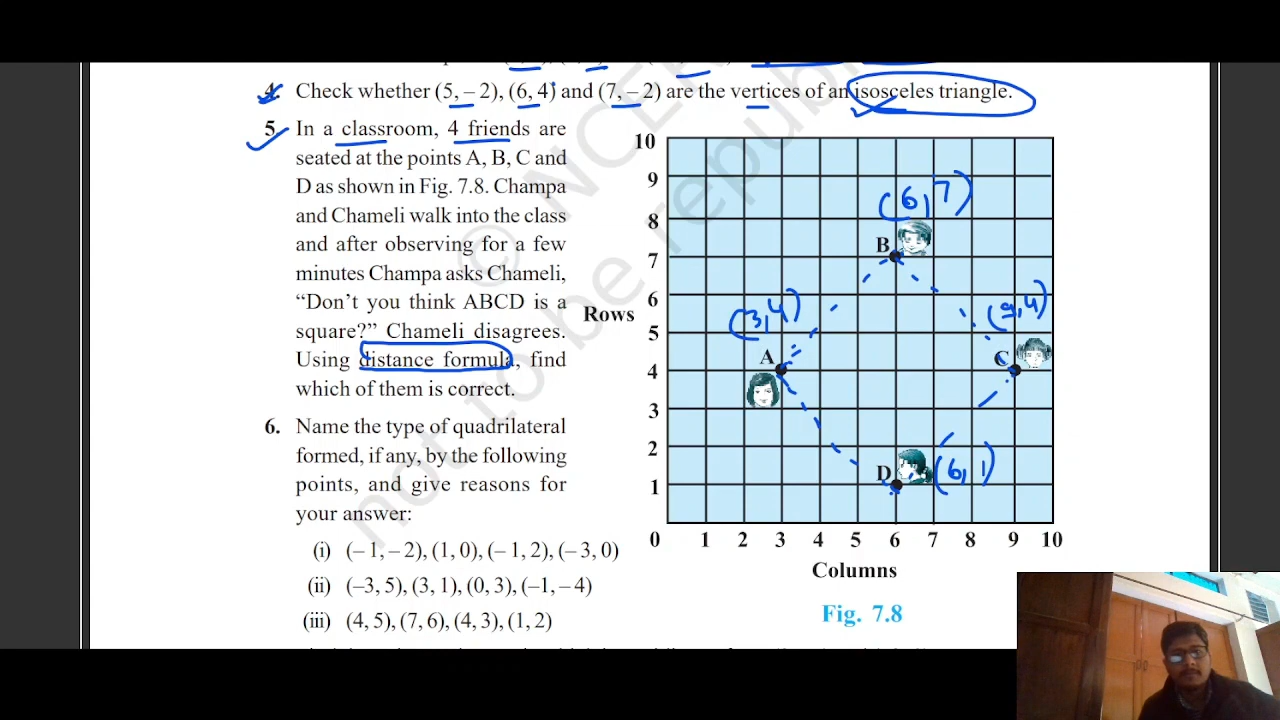 4. Check whether (5, – 2), (6, 4) and (7, – 2) are the vertices of an isosceles triangle.
5. In a classroom, 4 friends are
seated at the points A, B, C and
D as shown in Fig. 7.8. Champa
and Chameli walk into the class
and after observing for a few
minutes Champa asks Chameli,
“Don’t you think ABCD is a
square?” Chameli disagrees.
Using distance formula, find
which of them is correct.
6. Name the type of quadrilateral
formed, if any, by the following
points, and give reasons for
your answer:
(i) (– 1, – 2), (1, 0), (– 1, 2), (– 3, 0)
(ii) (–3, 5), (3, 1), (0, 3), (–1, – 4)
(iii) (4, 5), (7, 6), (4, 3), (1, 2)
10
9
8
7
6
5
4
3
2
1
Rows
(6, 7)
B
(3, 4)
A
(9, 4)
C
D
(6, 1)
0 1 2 3 4 5 6 7 8 9 10
Columns
Fig. 7.8
© NCER
not to be republ